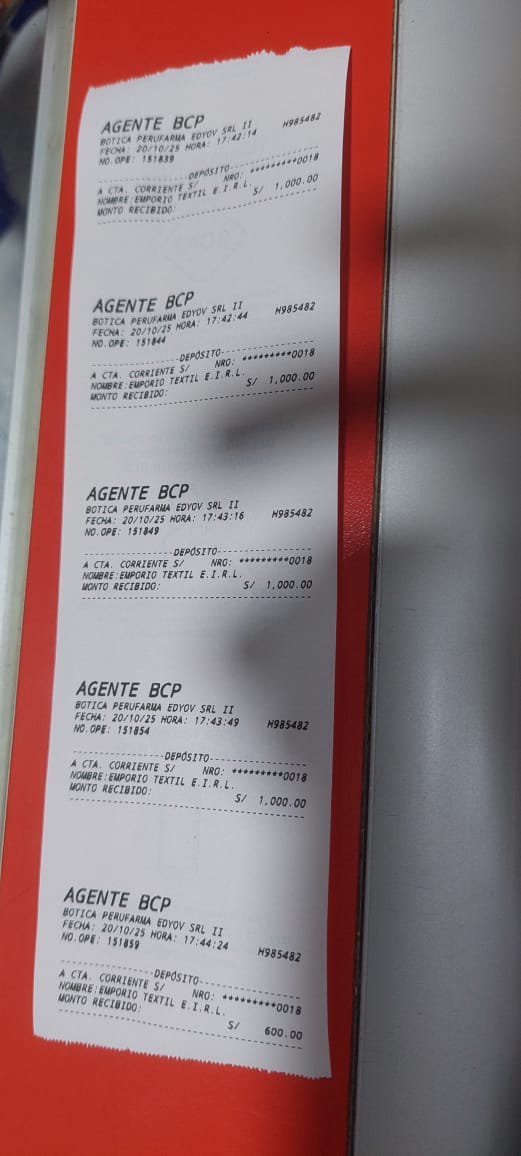 AGENTE BCP
BOTICA PERUFARMA EDYOV SRL II
FECHA: 20/10/25 HORA: 17:42:14 H985482
NO.OPE: 151839
DEPÓSITO
A CTA. CORRIENTE S/ NRO: *********0018
NOMBRE:EMPORIO TEXTIL E.I.R.L.
MONTO RECIBIDO: S/ 1,000.00
AGENTE BCP
BOTICA PERUFARMA EDYOV SRL II
FECHA: 20/10/25 HORA: 17:42:44 H985482
NO.OPE: 151844
DEPÓSITO
A CTA. CORRIENTE S/ NRO: *********0018
NOMBRE:EMPORIO TEXTIL E.I.R.L.
MONTO RECIBIDO: S/ 1,000.00
AGENTE BCP
BOTICA PERUFARMA EDYOV SRL II
FECHA: 20/10/25 HORA: 17:43:16 H985482
NO.OPE: 151849
DEPÓSITO
A CTA. CORRIENTE S/ NRO: *********0018
NOMBRE:EMPORIO TEXTIL E.I.R.L.
MONTO RECIBIDO: S/ 1,000.00
AGENTE BCP
BOTICA PERUFARMA EDYOV SRL II
FECHA: 20/10/25 HORA: 17:43:49 H985482
NO.OPE: 151854
DEPÓSITO
A CTA. CORRIENTE S/ NRO: *********0018
NOMBRE:EMPORIO TEXTIL E.I.R.L.
MONTO RECIBIDO: S/ 1,000.00
AGENTE BCP
BOTICA PERUFARMA EDYOV SRL II
FECHA: 20/10/25 HORA: 17:44:24 H985482
NO.OPE: 151859
DEPÓSITO
A CTA. CORRIENTE S/ NRO: *********0018
NOMBRE:EMPORIO TEXTIL E.I.R.L.
MONTO RECIBIDO: S/ 600.00